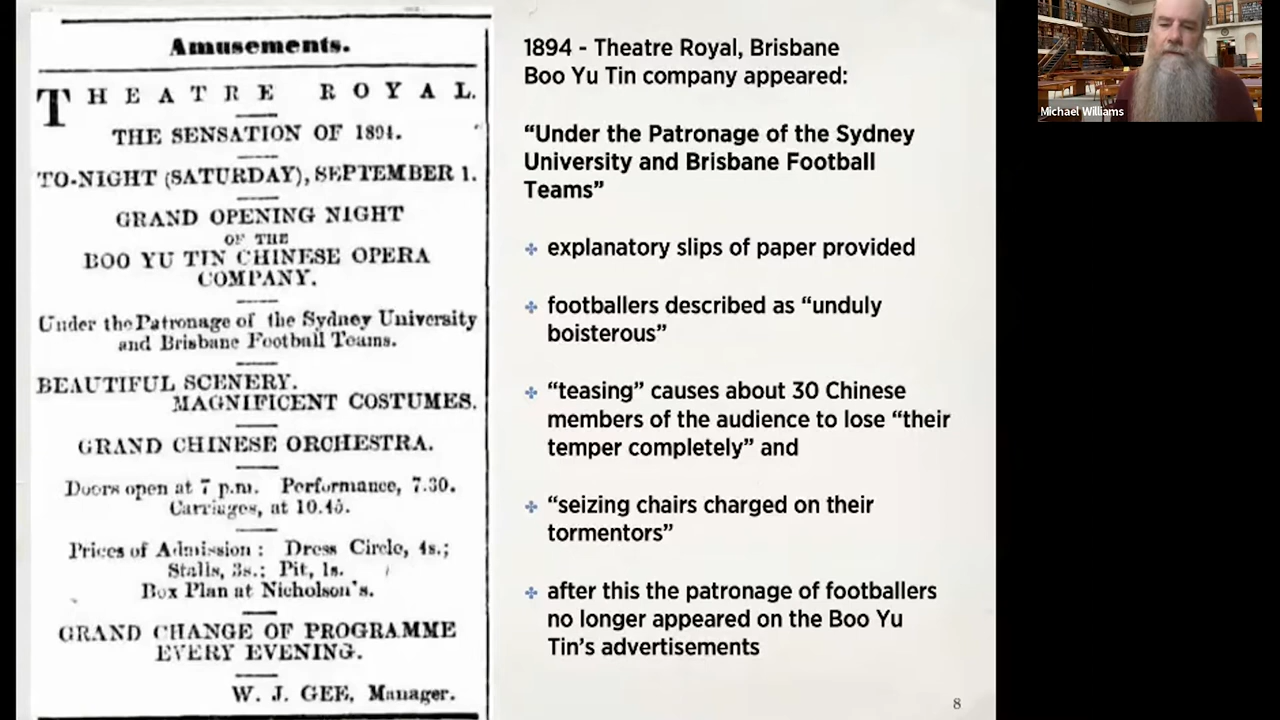 Amusements.
THEATRE ROYAL.
THE SENSATION OF 1894.
TO-NIGHT (SATURDAY), SEPTEMBER 1.
GRAND OPENING NIGHT
OF THE
BOO YU TIN CHINESE OPERA
COMPANY.
Under the Patronage of the Sydney University
and Brisbane Football Teams.
BEAUTIFUL SCENERY.
MAGNIFICENT COSTUMES.
GRAND CHINESE ORCHESTRA.
Doors open at 7 p.m. Performance, 7.30.
Carriages, at 10.45.
Prices of Admission: Dress Circle, 4s.;
Stalls, 3s.; Pit, 1s.
Box Plan at Nicholson's.
GRAND CHANGE OF PROGRAMME
EVERY EVENING.
W. J. GEE, Manager.
1894 - Theatre Royal, Brisbane
Boo Yu Tin company appeared:
“Under the Patronage of the Sydney
University and Brisbane Football
Teams”
explanatory slips of paper provided
footballers described as “unduly
boisterous”
“teasing” causes about 30 Chinese
members of the audience to lose “their
temper completely” and
“seizing chairs charged on their
tormentors”
after this the patronage of footballers
no longer appeared on the Boo Yu
Tin’s advertisements
8
Michael Williams